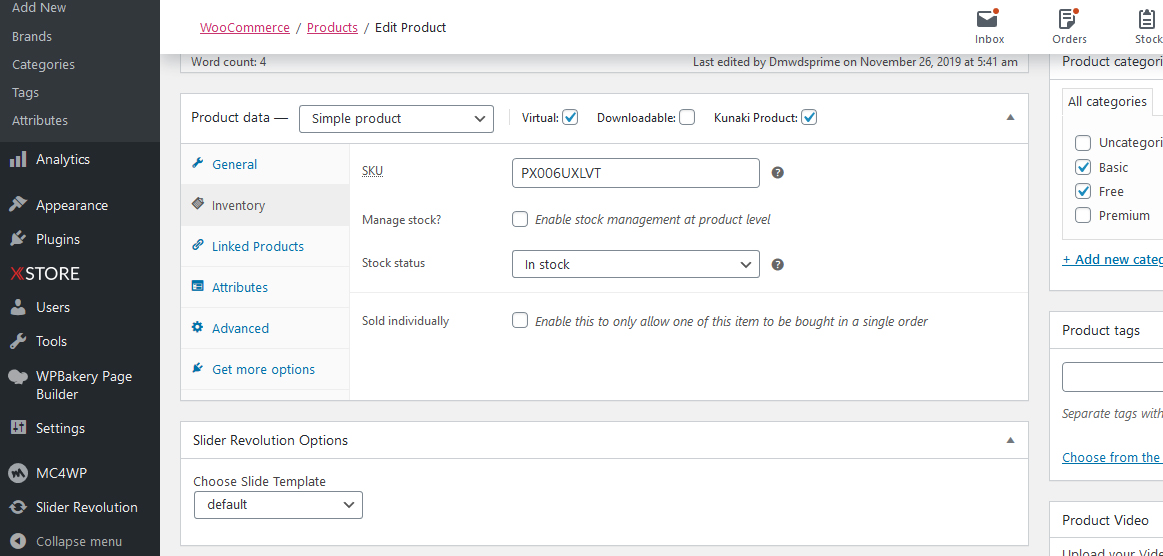 Add New
Brands
Categories
Tags
Attributes
Analytics
Appearance
Plugins
XSTORE
Users
Tools
WPBakery Page
Builder
Settings
MC4WP
Slider Revolution
Collapse menu
WooCommerce / Products / Edit Product
Inbox
Orders
Stock
Word count: 4
Last edited by Dmwdsprime on November 26, 2019 at 5:41 am
Product data — Simple product
Virtual:
Downloadable:
Kunaki Product:
General
Inventory
Linked Products
Attributes
Advanced
Get more options
SKU
PX006UXLVT
Manage stock?
Enable stock management at product level
Stock status
In stock
Sold individually
Enable this to only allow one of this item to be bought in a single order
Slider Revolution Options
Choose Slide Template
default
Product categori
All categories
Uncategori
Basic
Free
Premium
+ Add new categ
Product tags
Separate tags with
Choose from the
Product Video
Upload your Vide